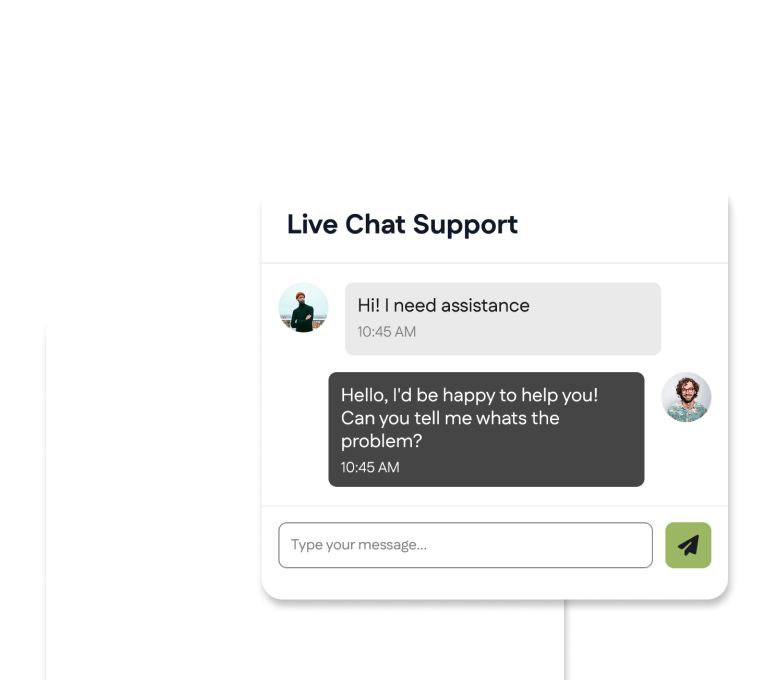 Live Chat Support
Hi! I need assistance
10:45 AM
Hello, I'd be happy to help you!
Can you tell me whats the
problem?
10:45 AM
Type your message...